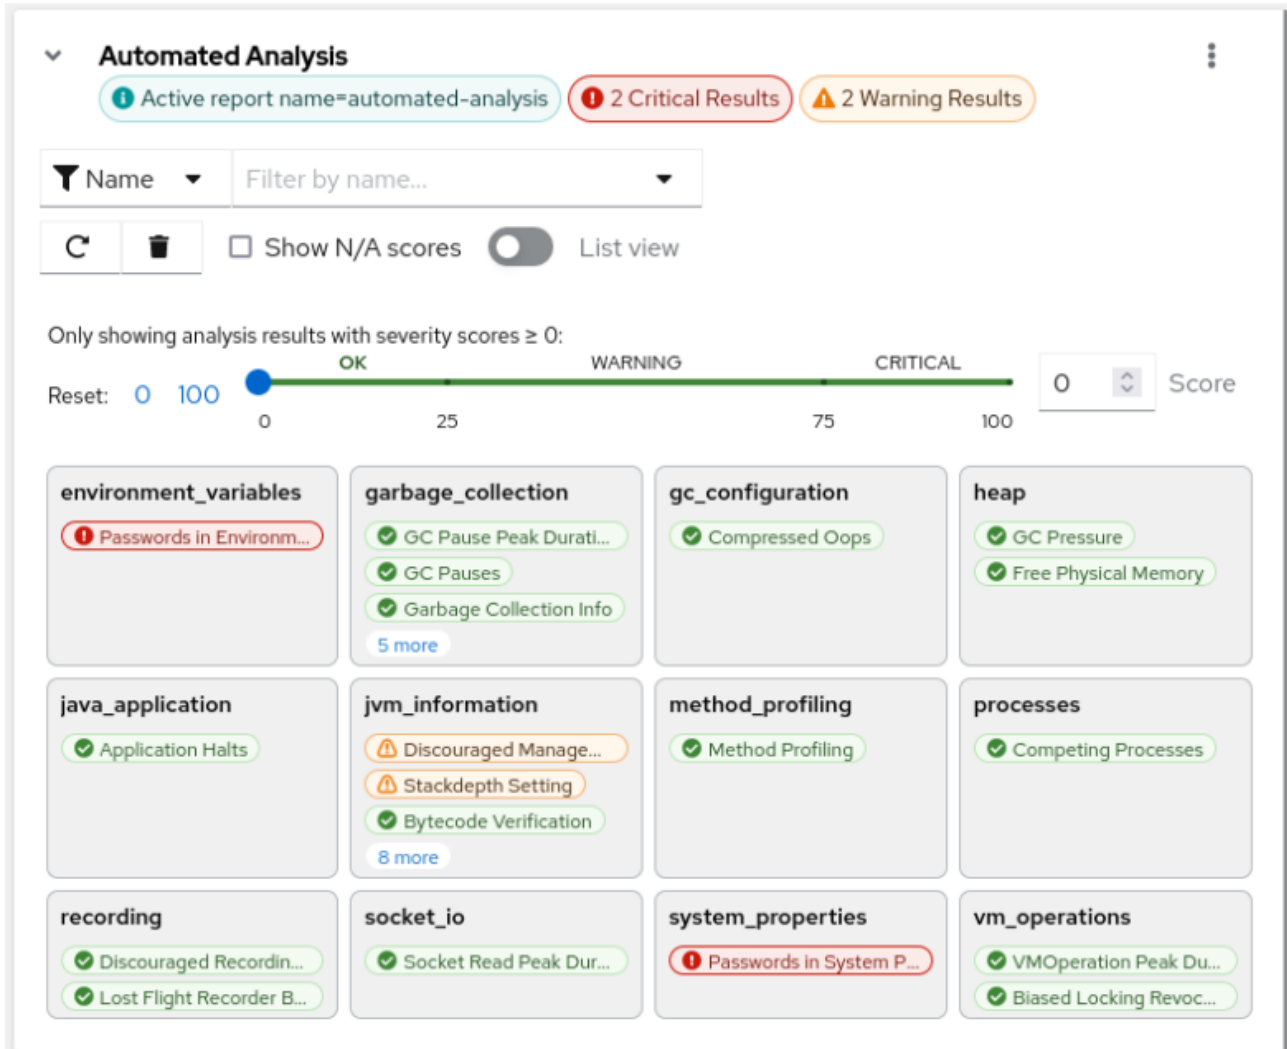 Automated Analysis
Active report name=automated-analysis
2 Critical Results
2 Warning Results
Name
Filter by name...
Show N/A scores
List view
Only showing analysis results with severity scores ≥ 0:
OK
WARNING
CRITICAL
Reset: 0 100
0
25
75
100
0
Score
environment_variables
Passwords in Environm...
garbage_collection
GC Pause Peak Durati...
GC Pauses
Garbage Collection Info
5 more
gc_configuration
Compressed Oops
heap
GC Pressure
Free Physical Memory
java_application
Application Halts
jvm_information
Discouraged Manage...
Stackdepth Setting
Bytecode Verification
8 more
method_profiling
Method Profiling
processes
Competing Processes
recording
Discouraged Recordin...
Lost Flight Recorder B...
socket_io
Socket Read Peak Dur...
system_properties
Passwords in System P...
vm_operations
VMOperation Peak Du...
Biased Locking Revoc...